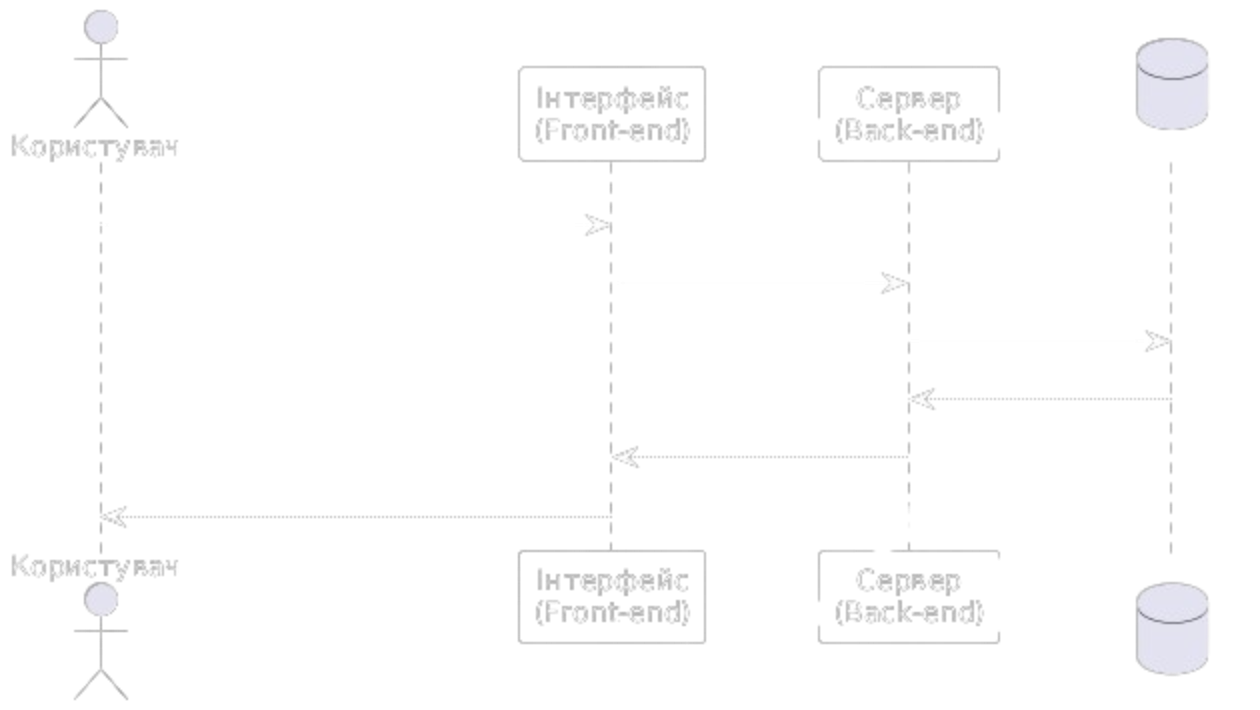 Користувач
Інтерфейс
(Front-end)
Сервер
(Back-end)
Користувач
Інтерфейс
(Front-end)
Сервер
(Back-end)